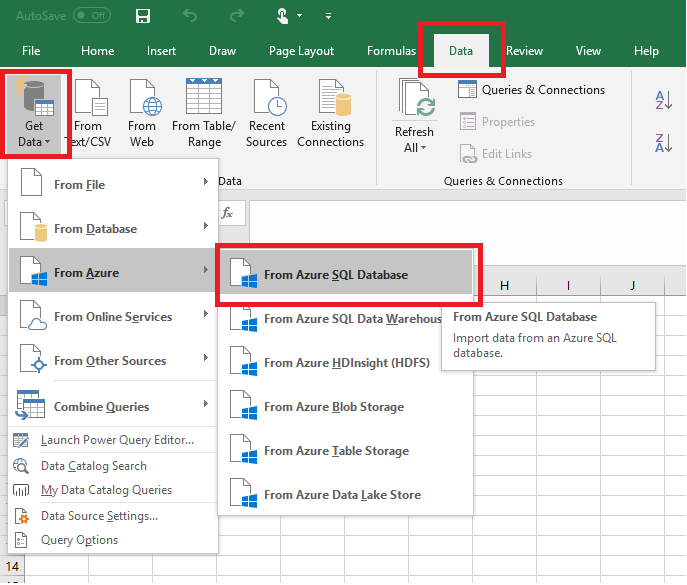 AutoSave Off
File Home Insert Draw Page Layout Formulas Data Review View Help
Get Data
From Text/CSV
From Web
From Table/ Range
Recent Sources
Existing Connections
Refresh All
Queries & Connections
Properties
Edit Links
A Z
Z A
Data
Queries & Connections
fx
From File
From Database
From Azure
From Online Services
From Other Sources
Combine Queries
Launch Power Query Editor...
Data Catalog Search
My Data Catalog Queries
Data Source Settings...
Query Options
From Azure SQL Database
From Azure SQL Data Warehous
From Azure HDInsight (HDFS)
From Azure Blob Storage
From Azure Table Storage
From Azure Data Lake Store
H I J
From Azure SQL Database
Import data from an Azure SQL
database.
14